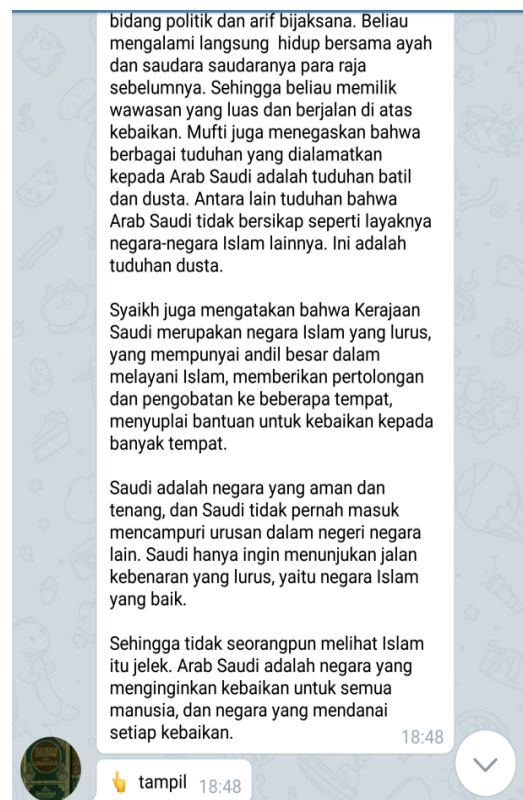 bidang politik dan arif bijaksana. Beliau
mengalami langsung hidup bersama ayah
dan saudara saudaranya para raja
sebelumnya. Sehingga beliau memilik
wawasan yang luas dan berjalan di atas
kebaikan. Mufti juga menegaskan bahwa
berbagai tuduhan yang dialamatkan
kepada Arab Saudi adalah tuduhan batil
dan dusta. Antara lain tuduhan bahwa
Arab Saudi tidak bersikap seperti layaknya
negara-negara Islam lainnya. Ini adalah
tuduhan dusta.
Syaikh juga mengatakan bahwa Kerajaan
Saudi merupakan negara Islam yang lurus,
yang mempunyai andil besar dalam
melayani Islam, memberikan pertolongan
dan pengobatan ke beberapa tempat,
menyuplai bantuan untuk kebaikan kepada
banyak tempat.
Saudi adalah negara yang aman dan
tenang, dan Saudi tidak pernah masuk
mencampuri urusan dalam negeri negara
lain. Saudi hanya ingin menunjukan jalan
kebenaran yang lurus, yaitu negara Islam
yang baik.
Sehingga tidak seorangpun melihat Islam
itu jelek. Arab Saudi adalah negara yang
menginginkan kebaikan untuk semua
manusia, dan negara yang mendanai
setiap kebaikan. 18:48
👆 tampil 18:48